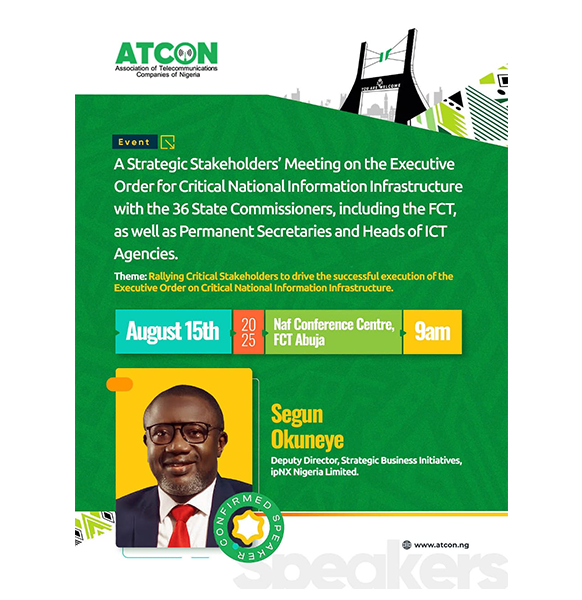 ATCON
Association of Telecommunications
Companies of Nigeria
YOU ARE WELCOME
Event
A Strategic Stakeholders' Meeting on the Executive
Order for Critical National Information Infrastructure
with the 36 State Commissioners, including the FCT,
as well as Permanent Secretaries and Heads of ICT
Agencies.
Theme: Rallying Critical Stakeholders to drive the successful execution of the
Executive Order on Critical National Information Infrastructure.
August 15th
20
25
Naf Conference Centre,
FCT Abuja
9am
Segun
Okuneye
Deputy Director, Strategic Business Initiatives,
ipNX Nigeria Limited.
CONFIRMED SPEAKER
www.atcon.ng
speakers